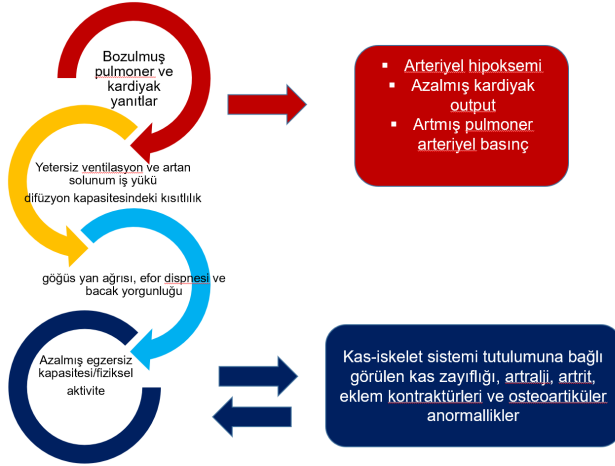 Bozulmuş
pulmoner ve
kardiyak
yanıtlar
▪ Arteriyel hipoksemi
▪ Azalmış kardiyak
output
▪ Artmış pulmoner
arteriyel basınç
Yetersiz ventilasyon ve artan
solunum iş yükü
difüzyon kapasitesindeki kısıtlılık
göğüs yan ağrısı, efor dispnesi ve
bacak yorgunluğu
Azalmış egzersiz
kapasitesi/fiziksel
aktivite
Kas-iskelet sistemi tutulumuna bağlı
görülen kas zayıflığı, artralji, artrit,
eklem kontraktürleri ve osteoartiküler
anormallikler